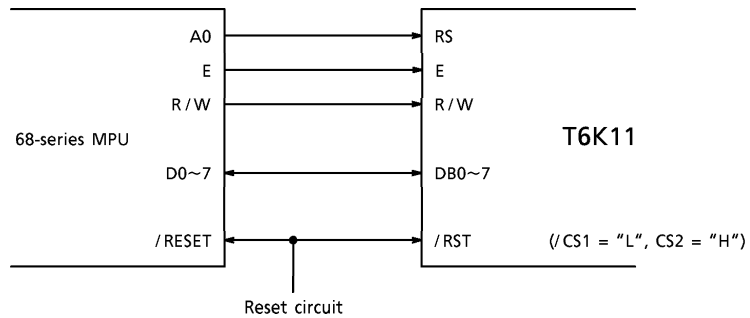 A0 RS
E E
R/W R/W
68-series MPU T6K11
D0~7 DB0~7
/RESET /RST (/CS1 = “L“, CS2 = “H“)
Reset circuit